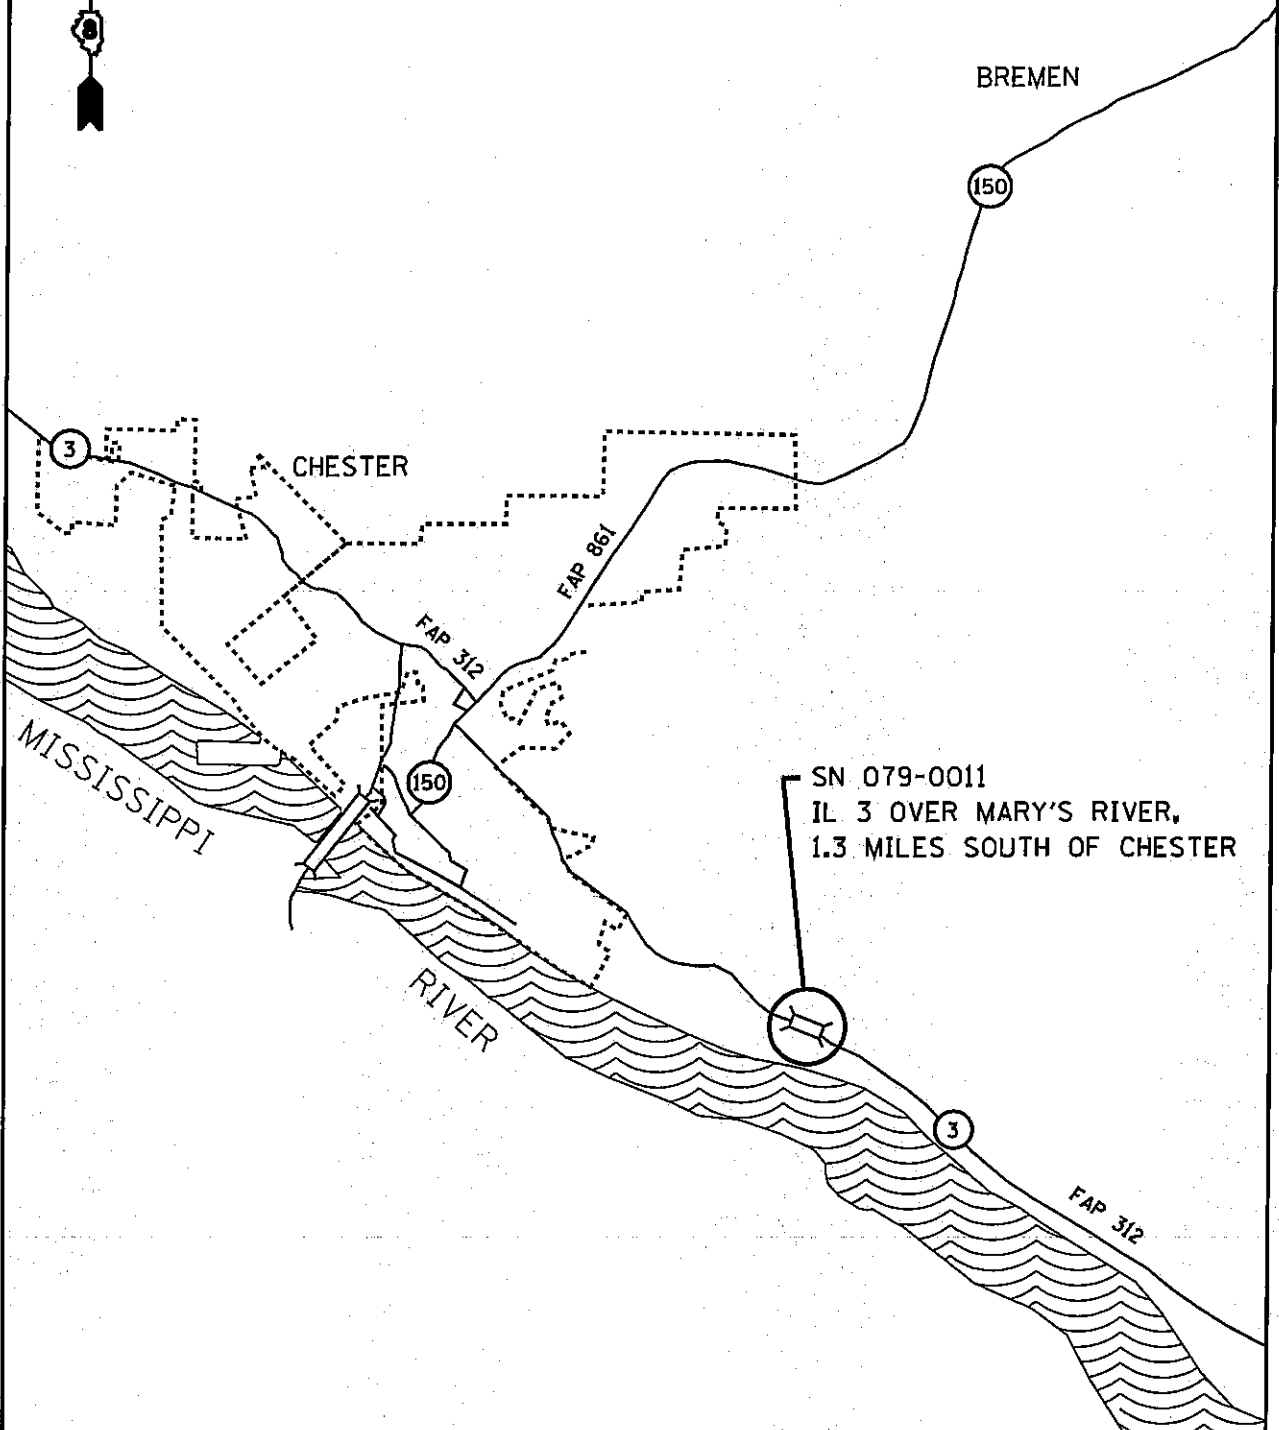 8
BREMEN
150
3
CHESTER
FAP 861
FAP 312
MISSISSIPPI
150
SN 079-0011
IL 3 OVER MARY'S RIVER,
1.3 MILES SOUTH OF CHESTER
RIVER
3
FAP 312